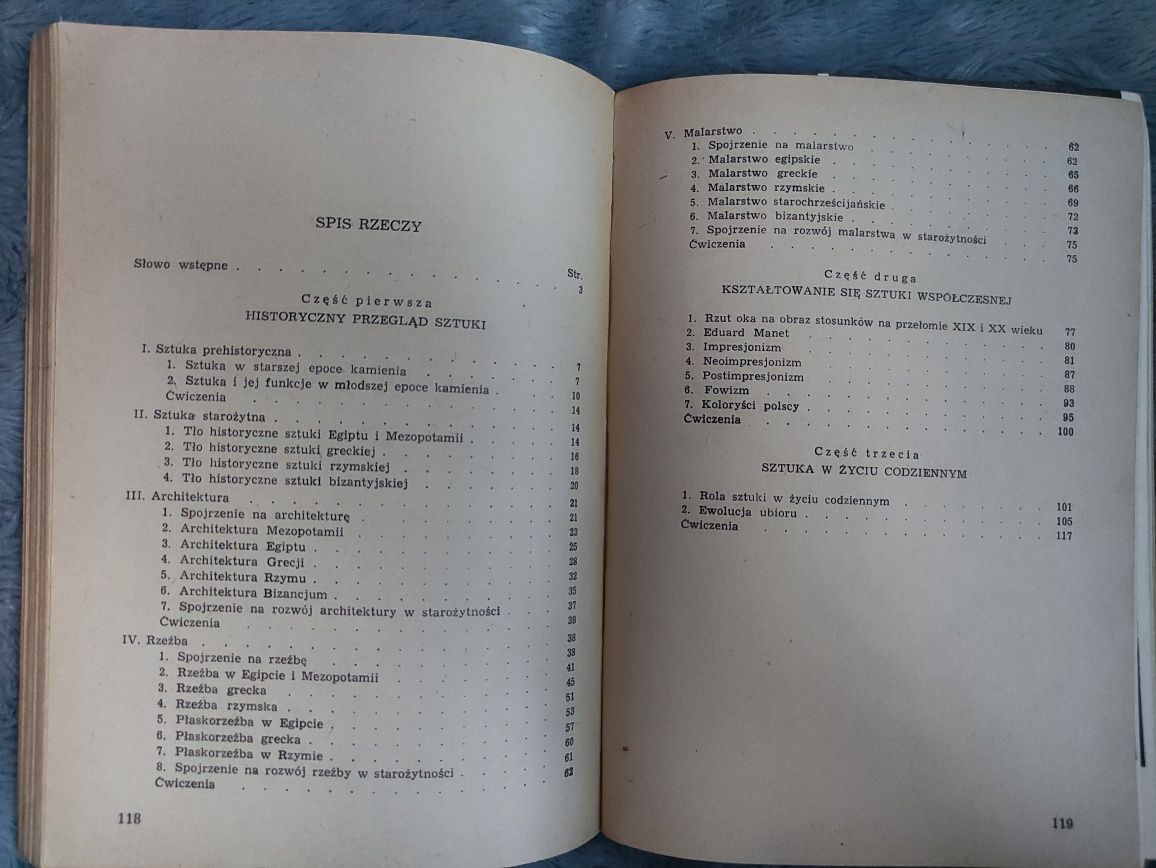 SPIS RZECZY
Str.
Słowo wstępne . . . . . . . . . . . . . 3
Część pierwsza
HISTORYCZNY PRZEGLĄD SZTUKI
I. Sztuka prehistoryczna . . . . . . . . . . 7
1. Sztuka w starszej epoce kamienia . . . . . 7
2. Sztuka i jej funkcje w młodszej epoce kamienia . . 10
Ćwiczenia . . . . . . . . . . . . 14
II. Sztuka starożytna . . . . . . . . . . . 14
1. Tło historyczne sztuki Egiptu i Mezopotamii . . . 14
2. Tło historyczne sztuki greckiej . . . . . . 16
3. Tło historyczne sztuki rzymskiej . . . . . . 18
4. Tło historyczne sztuki bizantyjskiej . . . . . 20
III. Architektura . . . . . . . . . . . . 21
1. Spojrzenie na architekturę . . . . . . . 21
2. Architektura Mezopotamii . . . . . . . 23
3. Architektura Egiptu . . . . . . . . . 25
4. Architektura Grecji . . . . . . . . . 28
5. Architektura Rzymu . . . . . . . . . 32
6. Architektura Bizancjum . . . . . . . . 35
7. Spojrzenie na rozwój architektury w starożytności . . 37
Ćwiczenia . . . . . . . . . . . . 38
IV. Rzeźba . . . . . . . . . . . . . 38
1. Spojrzenie na rzeźbę . . . . . . . . 38
2. Rzeźba w Egipcie i Mezopotamii . . . . . . 41
3. Rzeźba grecka . . . . . . . . . . 45
4. Rzeźba rzymska . . . . . . . . . . 51
5. Płaskorzeźba w Egipcie . . . . . . . . 53
6. Płaskorzeźba grecka . . . . . . . . . 57
7. Płaskorzeźba w Rzymie . . . . . . . . 60
8. Spojrzenie na rozwój rzeźby w starożytności . . . 61
Ćwiczenia . . . . . . . . . . . . 62
118
V. Malarstwo . . . . . . . . . . . . 62
1. Spojrzenie na malarstwo . . . . . . . 62
2. Malarstwo egipskie . . . . . . . . . 65
3. Malarstwo greckie . . . . . . . . . 66
4. Malarstwo rzymskie . . . . . . . . . 69
5. Malarstwo starochrześcijańskie . . . . . . 72
6. Malarstwo bizantyjskie . . . . . . . . 73
7. Spojrzenie na rozwój malarstwa w starożytności . . 75
Ćwiczenia . . . . . . . . . . . . 75
Część druga
KSZTAŁTOWANIE SIĘ SZTUKI WSPÓŁCZESNEJ
1. Rzut oka na obraz stosunków na przełomie XIX i XX wieku 77
2. Eduard Manet . . . . . . . . . . . 80
3. Impresjonizm . . . . . . . . . . . 81
4. Neoimpresjonizm . . . . . . . . . . 87
5. Postimpresjonizm . . . . . . . . . . 88
6. Fowizm . . . . . . . . . . . . . 93
7. Koloryści polscy . . . . . . . . . . 95
Ćwiczenia . . . . . . . . . . . . 100
Część trzecia
SZTUKA W ŻYCIU CODZIENNYM
1. Rola sztuki w życiu codziennym . . . . . . 101
2. Ewolucja ubioru . . . . . . . . . . 105
Ćwiczenia . . . . . . . . . . . . 117
119